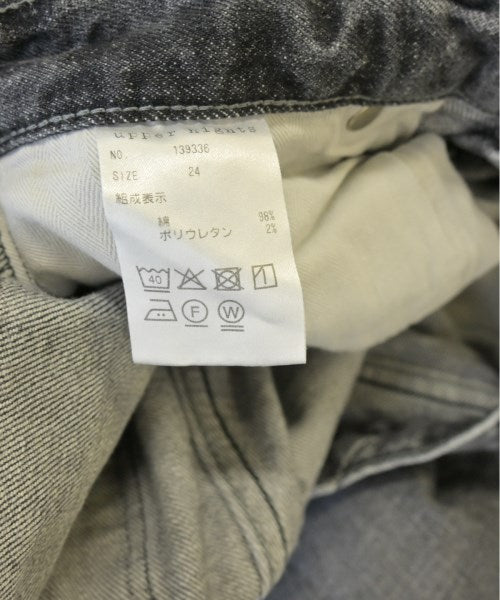 upper hights
NO. 139336
SIZE 24
組成表示
綿 98%
ポリウレタン 2%
40
F W